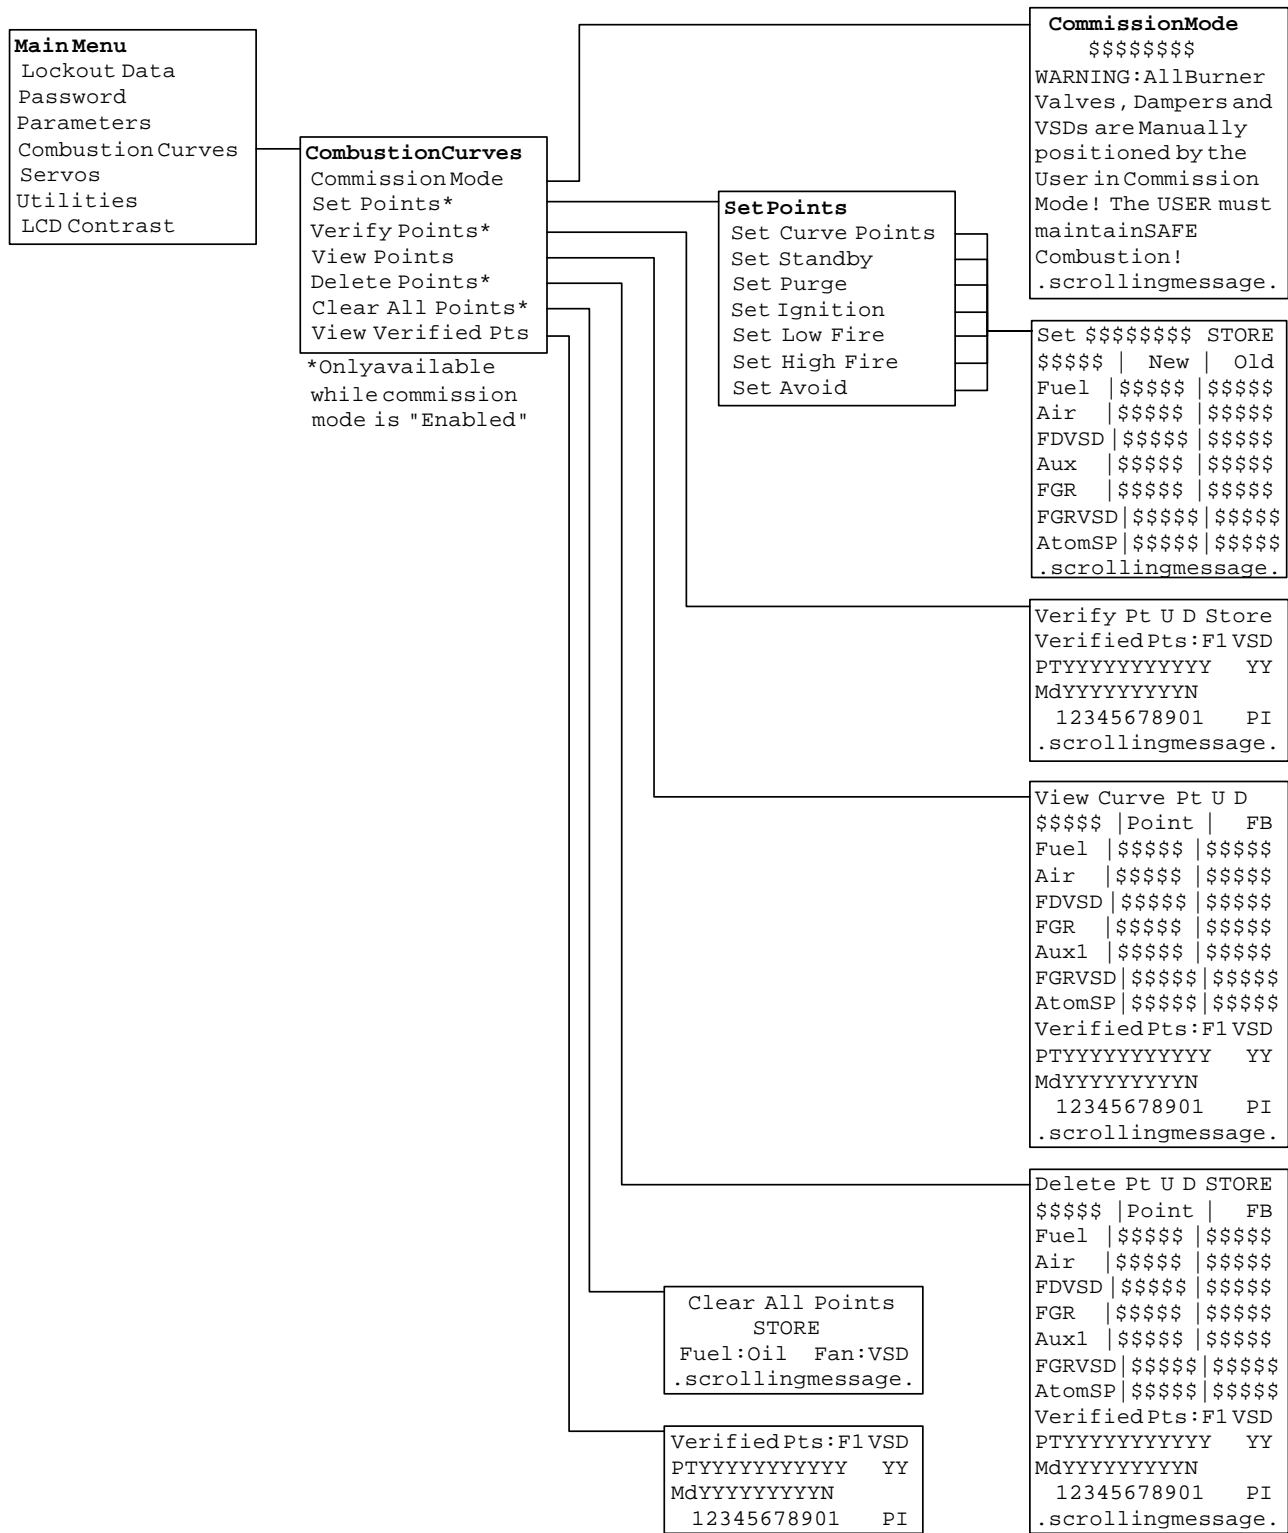 Main Menu
Lockout Data
Password
Parameters
Combustion Curves
Servos
Utilities
LCD Contrast
Combustion Curves
Commission Mode
Set Points*
Verify Points*
View Points
Delete Points*
Clear All Points*
View Verified Pts
*Only available
while commission
mode is "Enabled"
Set Points
Set Curve Points
Set Standby
Set Purge
Set Ignition
Set Low Fire
Set High Fire
Set Avoid
Commission Mode
$$$$$$$$
WARNING:All Burner
Valves, Dampers and
VSDs are Manually
positioned by the
User in Commission
Mode! The USER must
maintain SAFE
Combustion!
.scrolling message.
Set $$$$$$$$ STORE
$$$$$ | New | Old
Fuel |$$$$$ |$$$$$
Air |$$$$$ |$$$$$
FDVSD |$$$$$ |$$$$$
Aux |$$$$$ |$$$$$
FGR |$$$$$ |$$$$$
FGRVSD|$$$$$|$$$$$
AtomSP|$$$$$|$$$$$
.scrolling message.
Verify Pt U D Store
Verified Pts:F1 VSD
PTYYYYYYYYYYY YY
MdYYYYYYYYYN
12345678901 PI
.scrolling message.
View Curve Pt U D
$$$$$ |Point | FB
Fuel |$$$$$ |$$$$$
Air |$$$$$ |$$$$$
FDVSD |$$$$$ |$$$$$
FGR |$$$$$ |$$$$$
Aux1 |$$$$$ |$$$$$
FGRVSD|$$$$$|$$$$$
AtomSP|$$$$$|$$$$$
Verified Pts:F1 VSD
PTYYYYYYYYYYY YY
MdYYYYYYYYYN
12345678901 PI
.scrolling message.
Delete Pt U D STORE
$$$$$ |Point | FB
Fuel |$$$$$ |$$$$$
Air |$$$$$ |$$$$$
FDVSD |$$$$$ |$$$$$
FGR |$$$$$ |$$$$$
Aux1 |$$$$$ |$$$$$
FGRVSD|$$$$$|$$$$$
AtomSP|$$$$$|$$$$$
Verified Pts:F1 VSD
PTYYYYYYYYYYY YY
MdYYYYYYYYYN
12345678901 PI
.scrolling message.
Clear All Points
STORE
Fuel:Oil Fan:VSD
.scrolling message.
Verified Pts:F1 VSD
PTYYYYYYYYYYY YY
MdYYYYYYYYYN
12345678901 PI